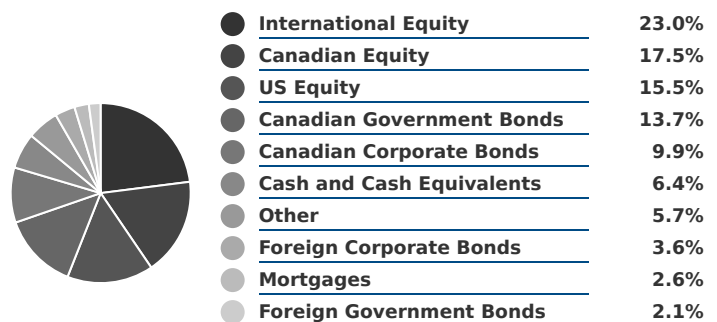 International Equity 23.0%
Canadian Equity 17.5%
US Equity 15.5%
Canadian Government Bonds 13.7%
Canadian Corporate Bonds 9.9%
Cash and Cash Equivalents 6.4%
Other 5.7%
Foreign Corporate Bonds 3.6%
Mortgages 2.6%
Foreign Government Bonds 2.1%